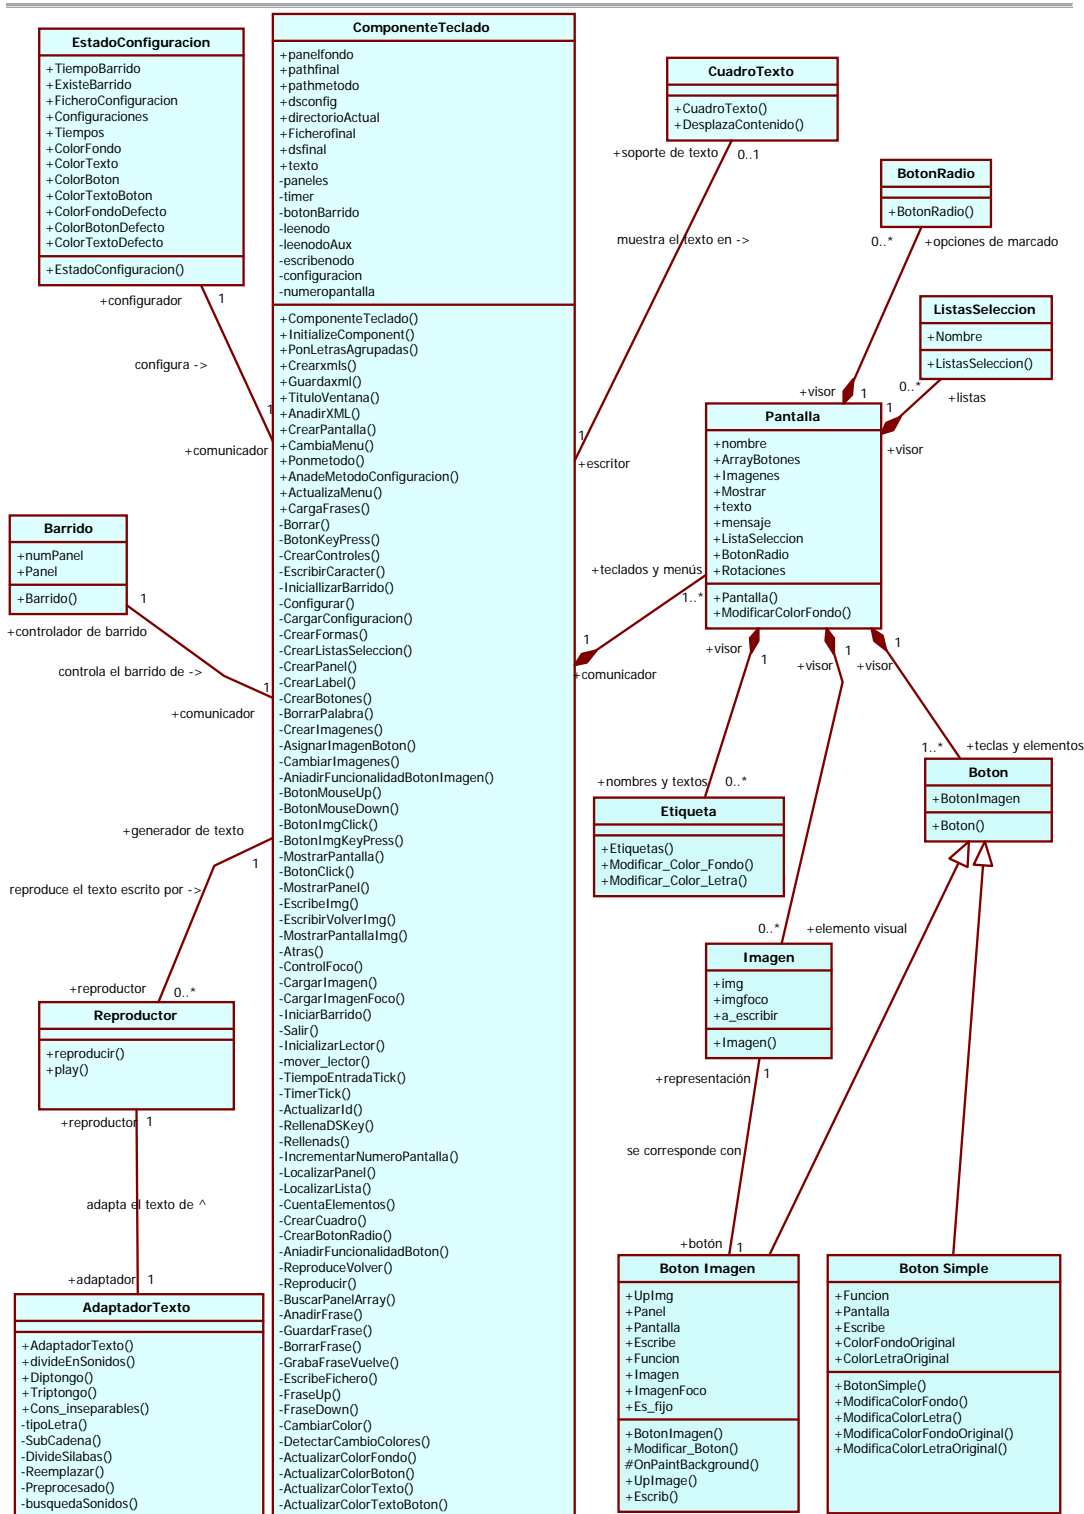 EstadoConfiguracion
+TiempoBarrido
+ExisteBarrido
+FicheroConfiguracion
+Configuraciones
+Tiempos
+ColorFondo
+ColorTexto
+ColorBoton
+ColorTextoBoton
+ColorFondoDefecto
+ColorBotonDefecto
+ColorTextoDefecto
+EstadoConfiguracion()
+configurador
1
configura ->
1
+comunicador
Barrido
+numPanel
+Panel
+Barrido()
1
+controlador de barrido
controla el barrido de ->
1
+comunicador
+generador de texto
1
reproduce el texto escrito por ->
+reproductor
0..*
Reproductor
+reproducir()
+play()
+reproductor
1
adapta el texto de ^
+adaptador
1
AdaptadorTexto
+AdaptadorTexto()
+divideEnSonidos()
+Diptongo()
+Triptongo()
+Cons_inseparables()
-tipoLetra()
-SubCadena()
-DivideSilabas()
-Reemplazar()
-Preprocesado()
-busquedaSonidos()
ComponenteTeclado
+panelfondo
+pathfinal
+pathmetodo
+dsconfig
+directorioActual
+Ficherofinal
+dsfinal
+texto
-paneles
-timer
-botonBarrido
-leenodo
-leenodoAux
-escribenodo
-configuracion
-numeropantalla
+ComponenteTeclado()
+InitializeComponent()
+PonLetrasAgrupadas()
+Crearxmls()
+Guardaxml()
+TituloVentana()
+AnadirXML()
+CrearPantalla()
+CambiaMenu()
+Ponmetodo()
+AnadeMetodoConfiguracion()
+ActualizaMenu()
+CargaFrases()
-Borrar()
-BotonKeyPress()
-CrearControles()
-EscribirCaracter()
-IniciallizarBarrido()
-Configurar()
-CargarConfiguracion()
-CrearFormas()
-CrearListasSeleccion()
-CrearPanel()
-CrearLabel()
-CrearBotones()
-BorrarPalabra()
-CrearImagenes()
-AsignarImagenBoton()
-CambiarImagenes()
-AniadirFuncionalidadBotonImagen()
-BotonMouseUp()
-BotonMouseDown()
-BotonImgClick()
-BotonImgKeyPress()
-MostrarPantalla()
-BotonClick()
-MostrarPanel()
-EscribeImg()
-EscribirVolverImg()
-MostrarPantallaImg()
-Atras()
-ControlFoco()
-CargarImagen()
-CargarImagenFoco()
-IniciarBarrido()
-Salir()
-InicializarLector()
-mover_lector()
-TiempoEntradaTick()
-TimerTick()
-ActualizarId()
-RellenaDSKey()
-Rellenads()
-IncrementarNumeroPantalla()
-LocalizarPanel()
-LocalizarLista()
-CuentaElementos()
-CrearCuadro()
-CrearBotonRadio()
-AniadirFuncionalidadBoton()
-ReproduceVolver()
-Reproducir()
-BuscarPanelArray()
-AnadirFrase()
-GuardarFrase()
-BorrarFrase()
-GrabaFraseVuelve()
-EscribeFichero()
-FraseUp()
-FraseDown()
-CambiarColor()
-DetectarCambioColores()
-ActualizarColorFondo()
-ActualizarColorBoton()
-ActualizarColorTexto()
-ActualizarColorTextoBoton()
CuadroTexto
+CuadroTexto()
+DesplazaContenido()
+soporte de texto
0..1
muestra el texto en ->
1
+escritor
BotonRadio
+BotonRadio()
0..*
+opciones de marcado
ListasSeleccion
+Nombre
+ListasSeleccion()
0..*
+listas
+visor
1
1
+visor
Pantalla
+nombre
+ArrayBotones
+Imagenes
+Mostrar
+texto
+mensaje
+ListaSeleccion
+BotonRadio
+Rotaciones
+Pantalla()
+ModificarColorFondo()
+teclados y menús
1..*
1
+comunicador
+visor
1
+visor
1
+visor
1
+nombres y textos
0..*
1..*
+teclas y elementos
Etiqueta
+Etiquetas()
+Modificar_Color_Fondo()
+Modificar_Color_Letra()
Boton
+BotonImagen
+Boton()
0..*
+elemento visual
Imagen
+img
+imgfoco
+a_escribir
+Imagen()
+representación
1
se corresponde con
+botón
1
Boton Imagen
+UpImg
+Panel
+Pantalla
+Escribe
+Funcion
+Imagen
+ImagenFoco
+Es_fijo
+BotonImagen()
+Modificar_Boton()
#OnPaintBackground()
+UpImage()
+Escrib()
Boton Simple
+Funcion
+Pantalla
+Escribe
+ColorFondoOriginal
+ColorLetraOriginal
+BotonSimple()
+ModificaColorFondo()
+ModificaColorLetra()
+ModificaColorFondoOriginal()
+ModificaColorLetraOriginal()